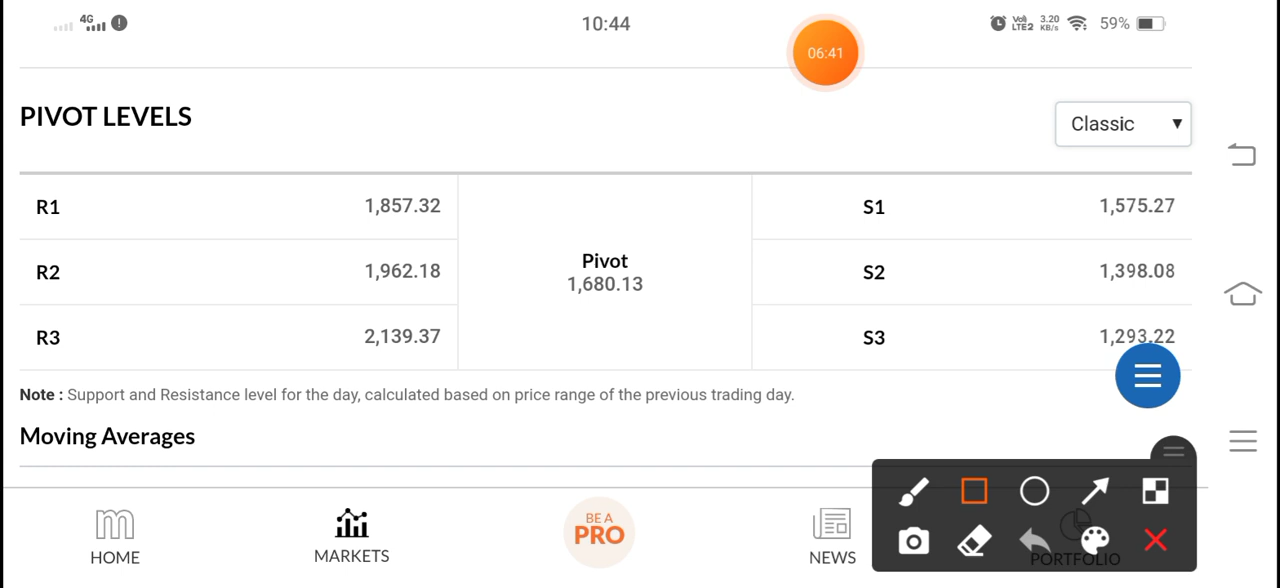 4G 10:44 Vo) LTE2 3.20 KB/s 59%
06:41
PIVOT LEVELS
Classic
R1 1,857.32 S1 1,575.27
Pivot
R2 1,962.18 1,680.13 S2 1,398.08
R3 2,139.37 S3 1,293.22
Note : Support and Resistance level for the day, calculated based on price range of the previous trading day.
Moving Averages
BE A
PRO
HOME MARKETS NEWS PORTFOLIO